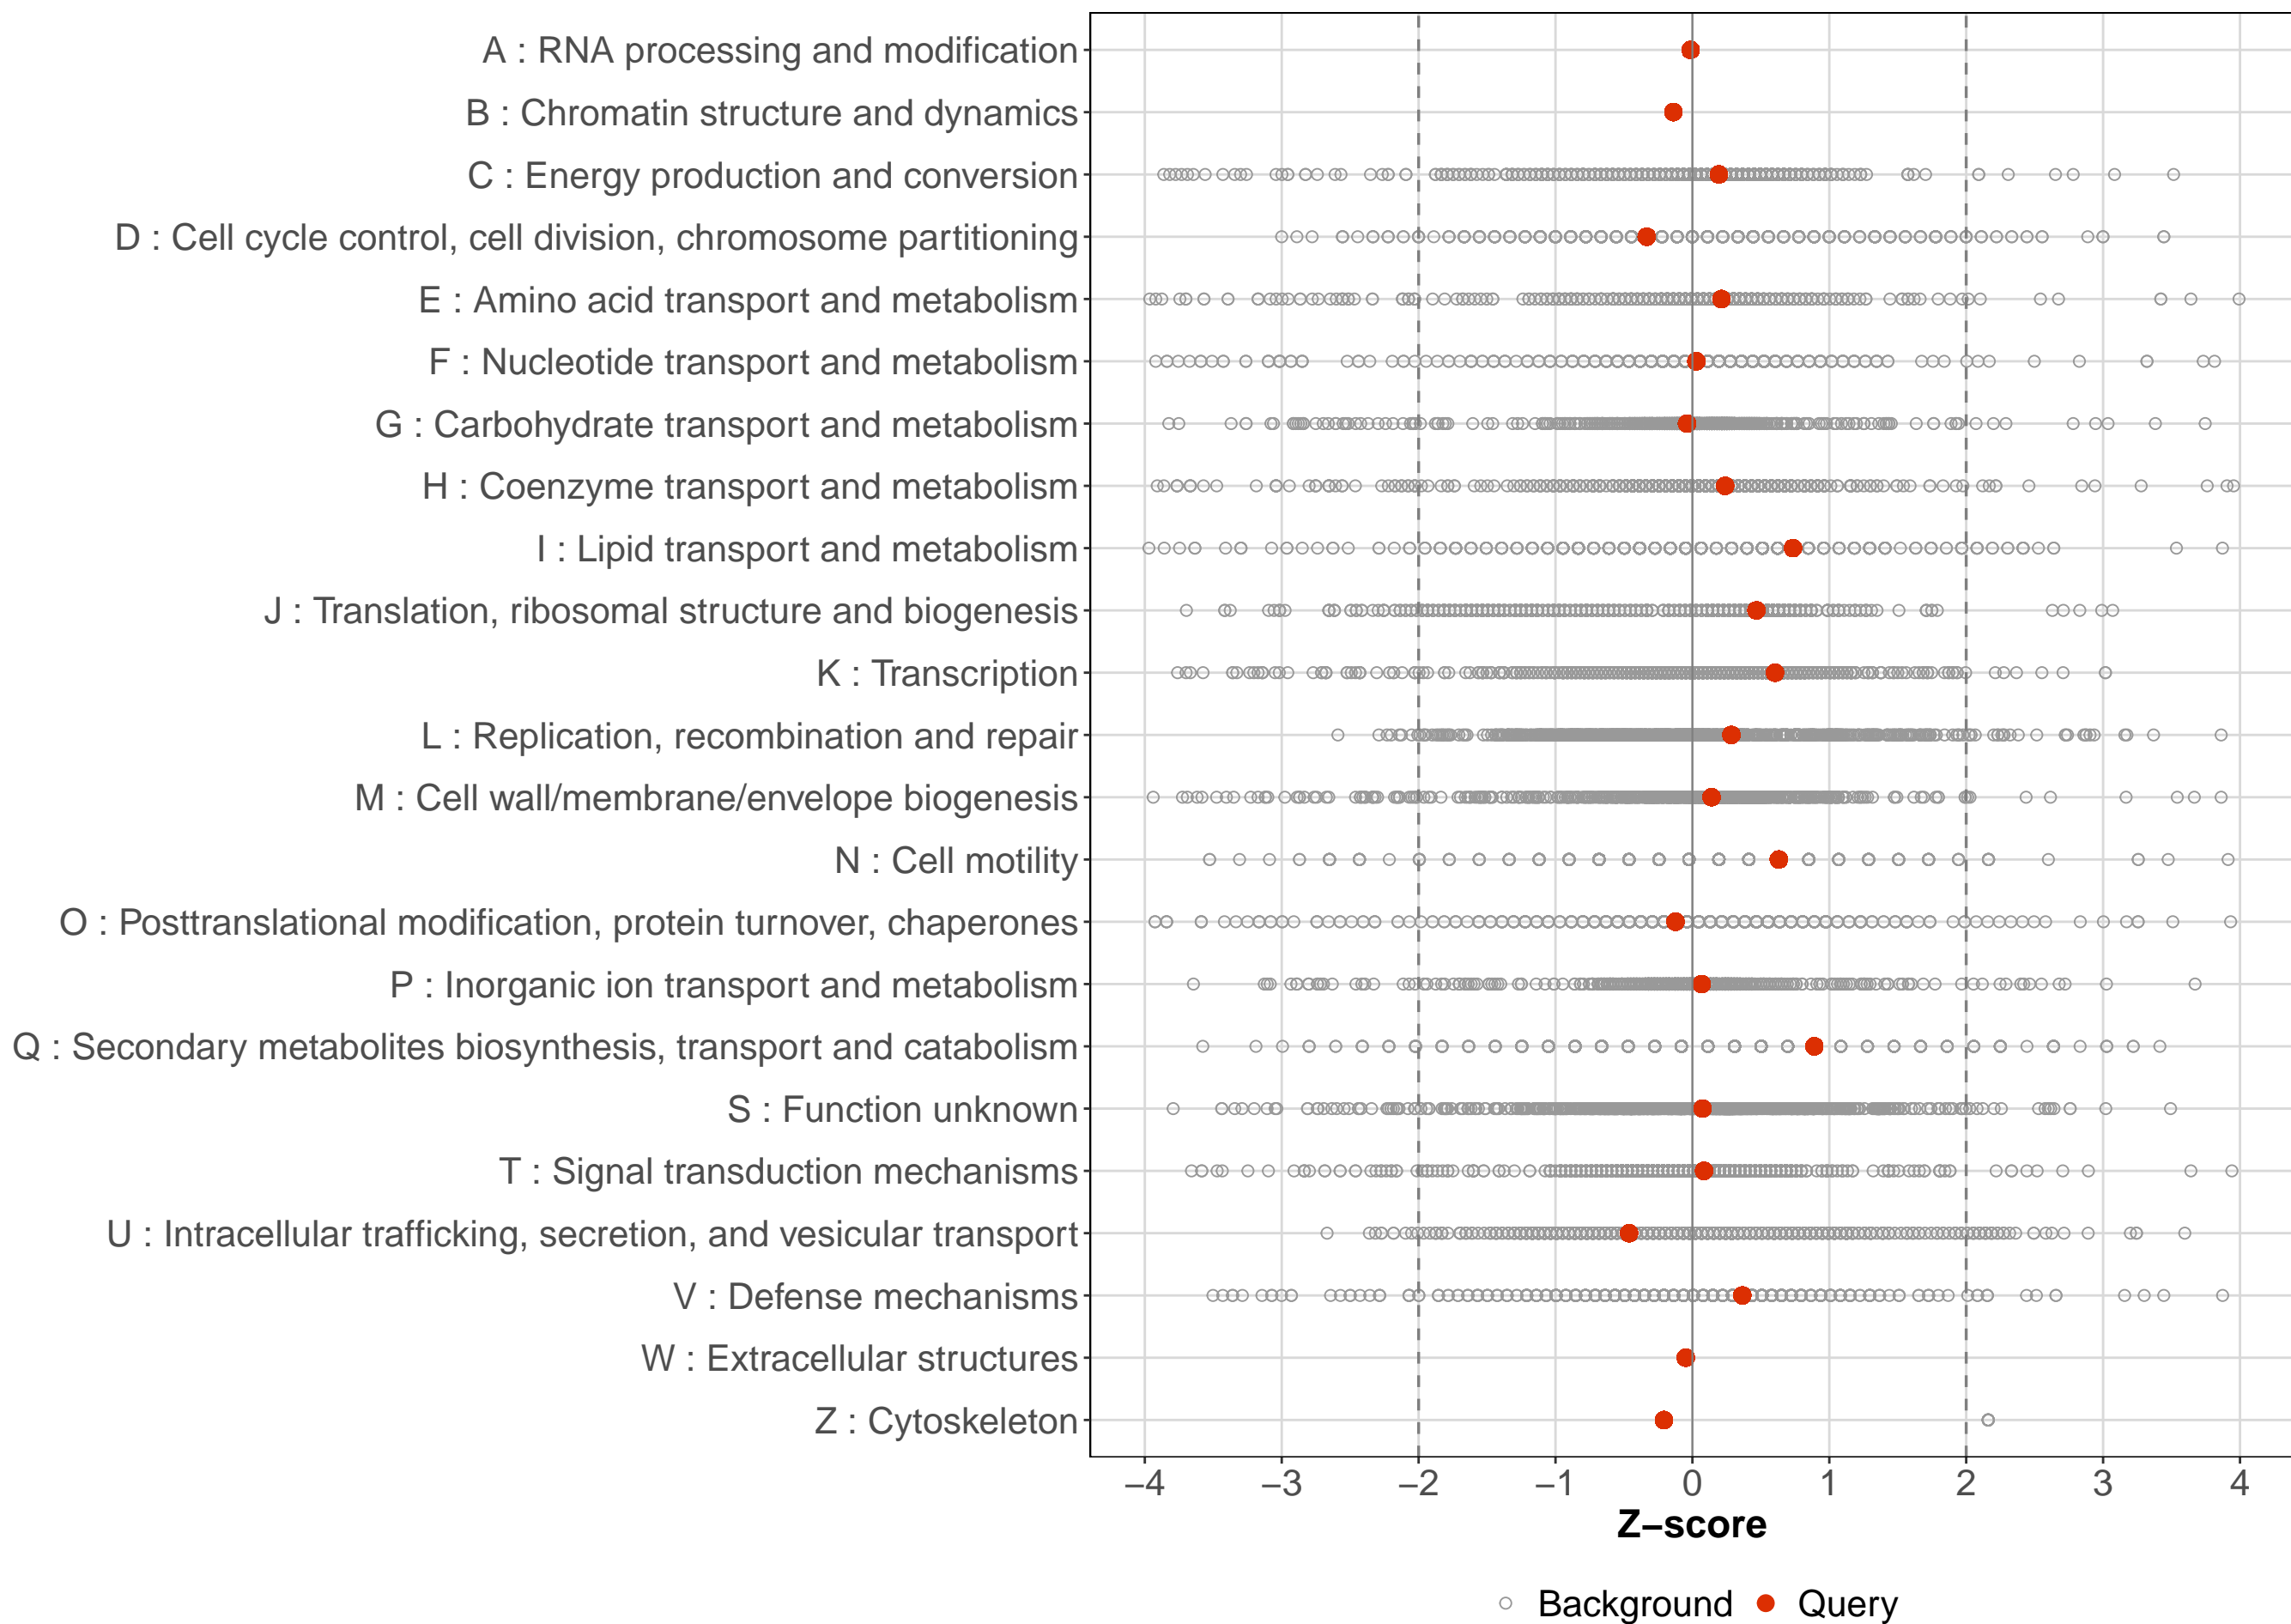 A : RNA processing and modification
B : Chromatin structure and dynamics
C : Energy production and conversion
D : Cell cycle control, cell division, chromosome partitioning
E : Amino acid transport and metabolism
F : Nucleotide transport and metabolism
G : Carbohydrate transport and metabolism
H : Coenzyme transport and metabolism
I : Lipid transport and metabolism
J : Translation, ribosomal structure and biogenesis
K : Transcription
L : Replication, recombination and repair
M : Cell wall/membrane/envelope biogenesis
N : Cell motility
O : Posttranslational modification, protein turnover, chaperones
P : Inorganic ion transport and metabolism
Q : Secondary metabolites biosynthesis, transport and catabolism
S : Function unknown
T : Signal transduction mechanisms
U : Intracellular trafficking, secretion, and vesicular transport
V : Defense mechanisms
W : Extracellular structures
Z : Cytoskeleton
−4 −3 −2 −1 0 1 2 3 4
Z−score
Background Query